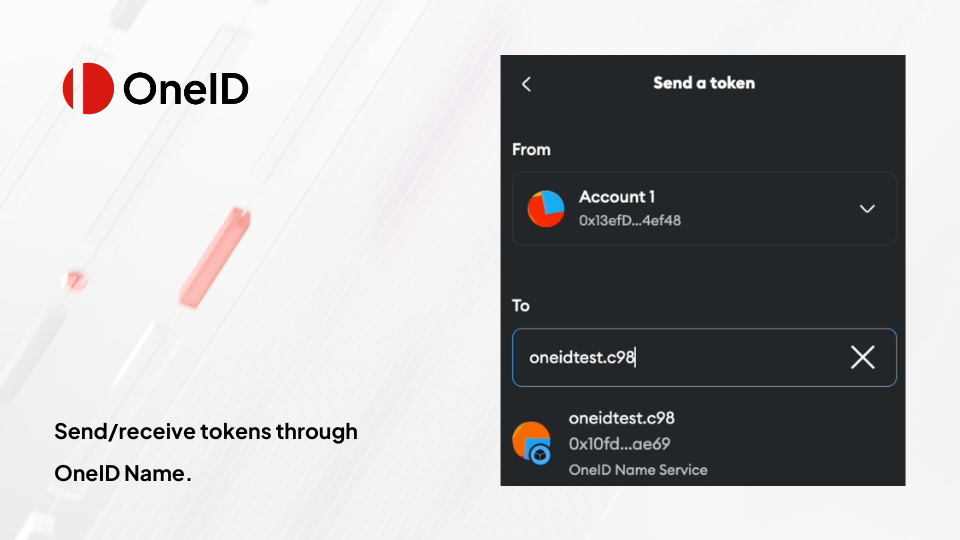 OneID
Send/receive tokens through
OneID Name.
Send a token
From
Account 1
0x13efD...4ef48
To
oneidtest.c98
oneidtest.c98
0x10fd...ae69
OneID Name Service